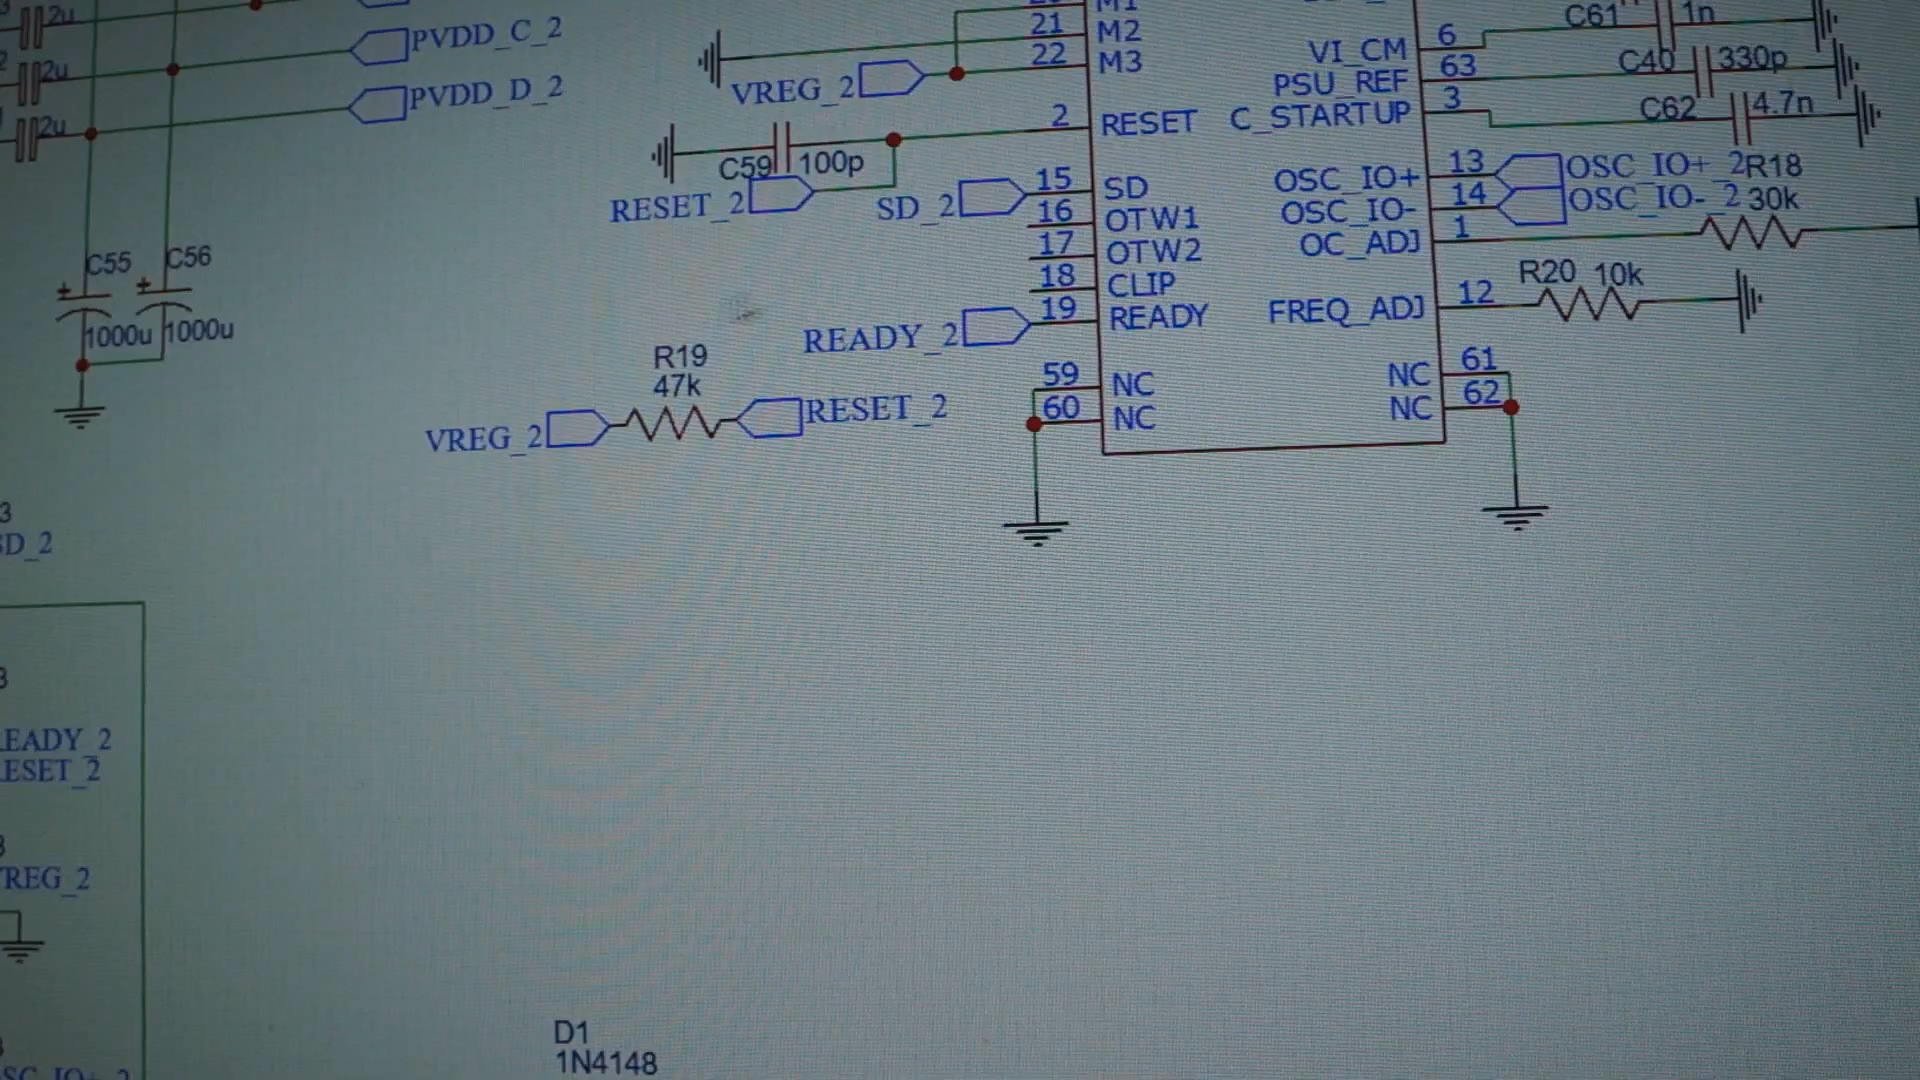 2u
PVDD_C_2
2u
PVDD_D_2
2u
C55
1000u
C56
1000u
21
M2
22
M3
VREG_2
2
RESET
C59
100p
RESET_2
SD_2
15
SD
16
OTW1
17
OTW2
18
CLIP
19
READY
READY_2
59
NC
60
NC
R19
47k
VREG_2
RESET_2
VI_CM
6
C61
1n
PSU_REF
63
C40
330p
C_STARTUP
3
C62
4.7n
OSC_IO+
13
OSC_IO+_2
OSC_IO-
14
OSC_IO-_2
R18
30k
OC_ADJ
1
FREQ_ADJ
12
R20
10k
NC
61
NC
62
3
D_2
3
EADY_2
ESET_2
3
REG_2
D1
1N4148